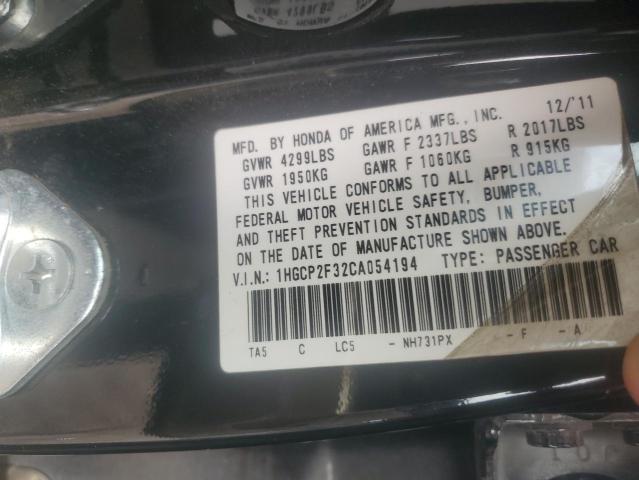 MFD. BY HONDA OF AMERICA MFG., INC. 12/'11
GVWR 4299LBS GAWR F 2337LBS R 2017LBS
GVWR 1950KG GAWR F 1060KG R 915KG
THIS VEHICLE CONFORMS TO ALL APPLICABLE
FEDERAL MOTOR VEHICLE SAFETY, BUMPER,
AND THEFT PREVENTION STANDARDS IN EFFECT
ON THE DATE OF MANUFACTURE SHOWN ABOVE.
V.I.N.: 1HGCP2F32CA054194 TYPE: PASSENGER CAR
TA5 C LC5 - NH731PX - F - A